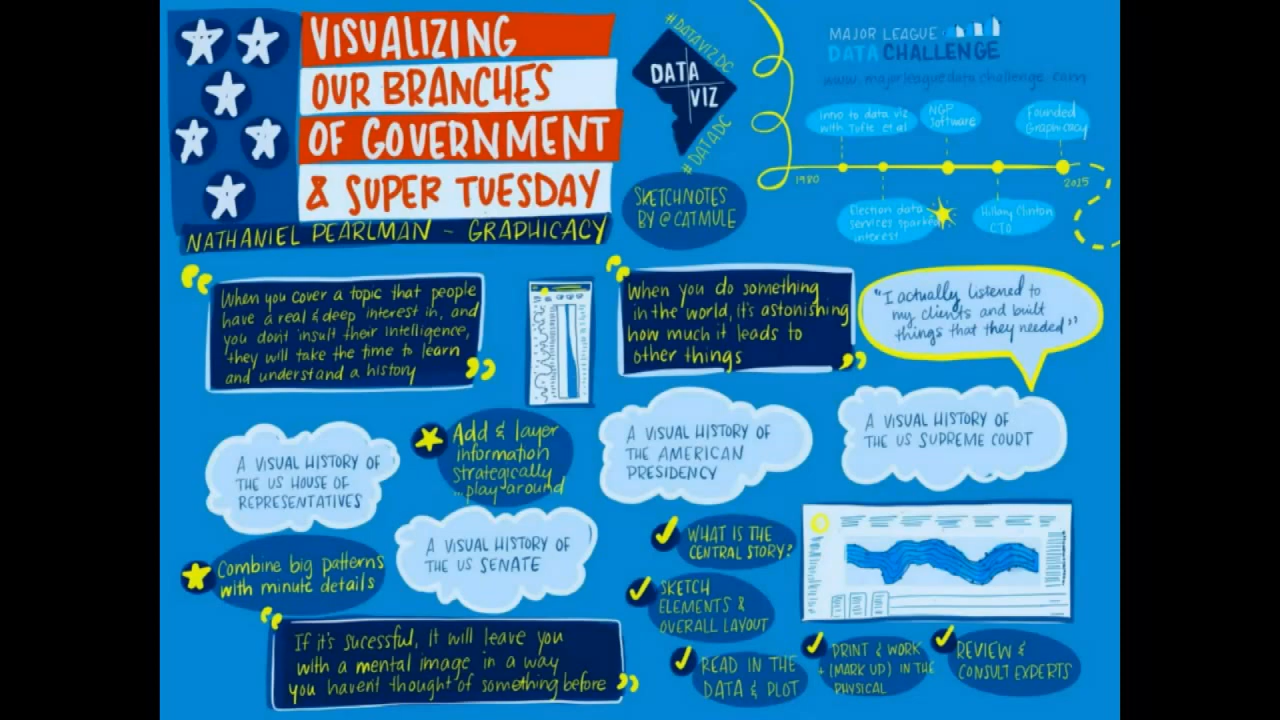 VISUALIZING
OUR BRANCHES
OF GOVERNMENT
& SUPER TUESDAY
NATHANIEL PEARLMAN - GRAPHICACY
#DATAVIZDC
DATA
VIZ
#DATADC
SKETCHNOTES
BY @CATMULE
MAJOR LEAGUE
DATA CHALLENGE
www.majorleaguedatachallenge.com
Intro to data viz
with Tufte et al
NGP
Software
Founded
Graphicacy
1980
2015
Election data
services sparked
interest
Hillary Clinton
CTO
"When you cover a topic that people
have a real & deep interest in, and
you don't insult their intelligence,
they will take the time to learn
and understand a history"
"When you do something
in the world, it's astonishing
how much it leads to
other things"
"I actually listened to
my clients and built
things that they needed"
A VISUAL HISTORY OF
THE US HOUSE OF
REPRESENTATIVES
Add & layer
information
strategically
...play around
A VISUAL HISTORY OF
THE AMERICAN
PRESIDENCY
A VISUAL HISTORY OF
THE US SUPREME COURT
A VISUAL HISTORY OF
THE US SENATE
Combine big patterns
with minute details
"If it's sucessful, it will leave you
with a mental image in a way
you haven't thought of something before"
WHAT IS THE
CENTRAL STORY?
SKETCH
ELEMENTS &
OVERALL LAYOUT
READ IN THE
DATA & PLOT
PRINT & WORK
+ (MARK UP) IN THE
PHYSICAL
REVIEW &
CONSULT EXPERTS